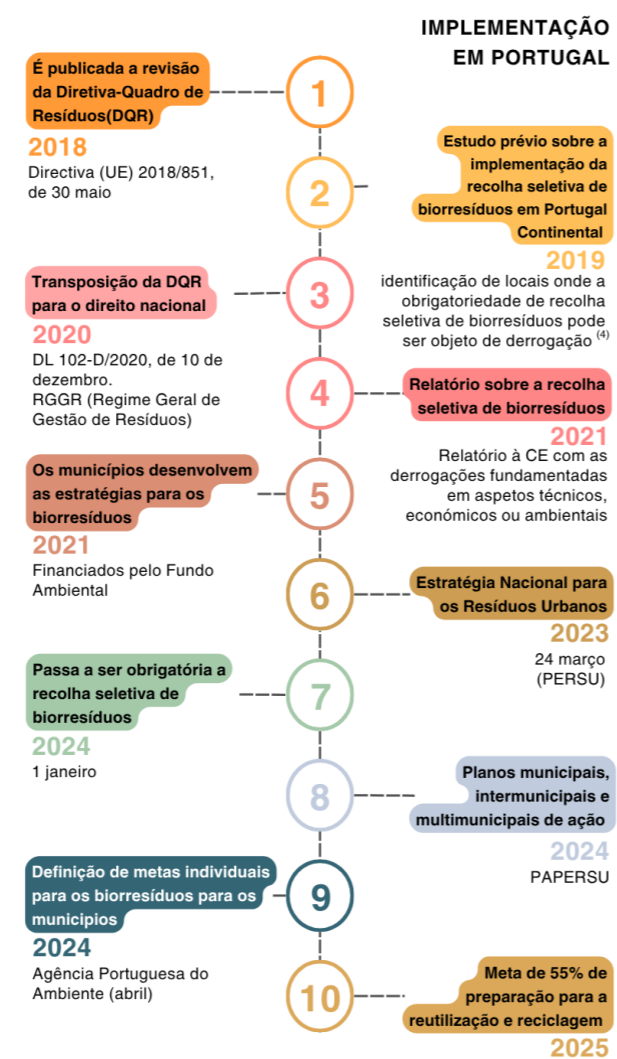 IMPLEMENTAÇÃO
EM PORTUGAL
É publicada a revisão
da Diretiva-Quadro de
Resíduos(DQR)
2018
Directiva (UE) 2018/851,
de 30 maio
1
2
Estudo prévio sobre a
implementação da
recolha seletiva de
biorresíduos em Portugal
Continental
2019
identificação de locais onde a
obrigatoriedade de recolha
seletiva de biorresíduos pode
ser objeto de derrogação (4)
Transposição da DQR
para o direito nacional
2020
DL 102-D/2020, de 10 de
dezembro.
RGGR (Regime Geral de
Gestão de Resíduos)
3
4
Relatório sobre a recolha
seletiva de biorresíduos
2021
Relatório à CE com as
derrogações fundamentadas
em aspetos técnicos,
económicos ou ambientais
Os municípios desenvolvem
as estratégias para os
biorresíduos
2021
Financiados pelo Fundo
Ambiental
5
6
Estratégia Nacional para
os Resíduos Urbanos
2023
24 março
(PERSU)
Passa a ser obrigatória a
recolha seletiva de
biorresíduos
2024
1 janeiro
7
8
Planos municipais,
intermunicipais e
multimunicipais de ação
2024
PAPERSU
Definição de metas individuais
para os biorresíduos para os
municipios
2024
Agência Portuguesa do
Ambiente (abril)
9
10
Meta de 55% de
preparação para a
reutilização e reciclagem
2025